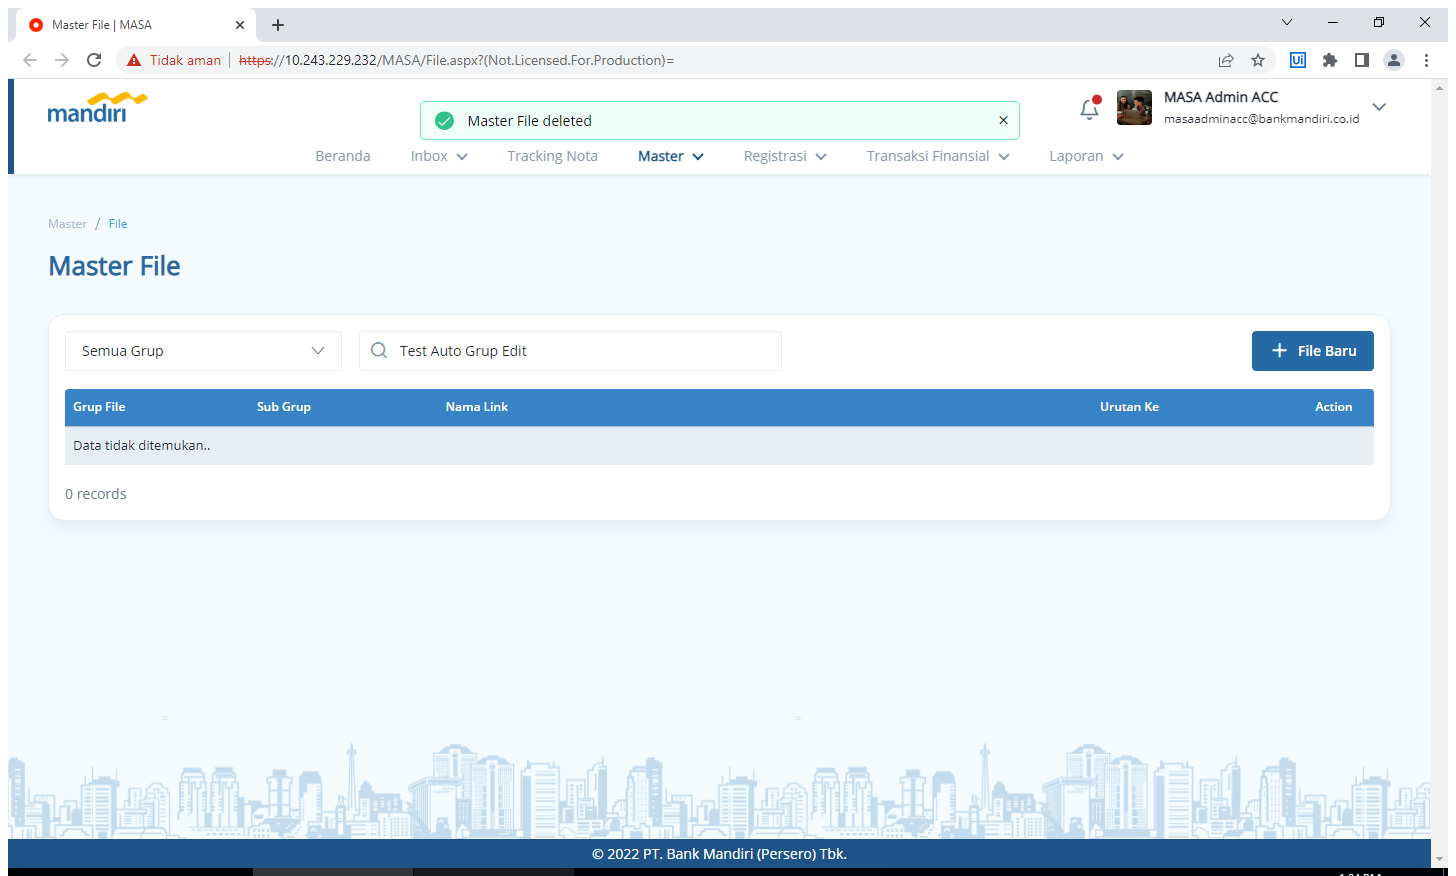 Master File | MASA
Tidak aman
https://10.243.229.232/MASA/File.aspx?(Not.Licensed.For.Production)=
Ui
mandiri
Master File deleted
MASA Admin ACC
masaadminacc@bankmandiri.co.id
Beranda Inbox Tracking Nota Master Registrasi Transaksi Finansial Laporan
Master / File
Master File
Semua Grup
Test Auto Grup Edit
File Baru
Grup File Sub Grup Nama Link Urutan Ke Action
Data tidak ditemukan..
0 records
© 2022 PT. Bank Mandiri (Persero) Tbk.